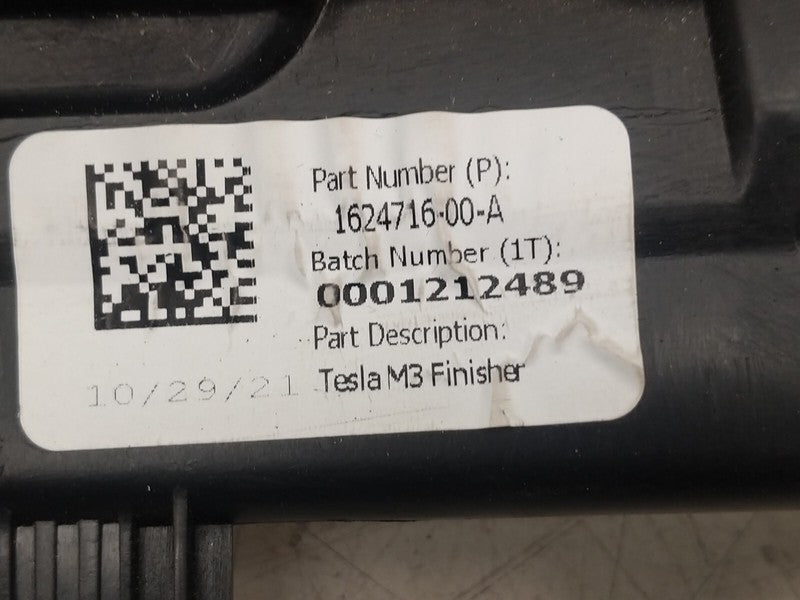 Part Number (P):
1624716-00-A
Batch Number (1T):
0001212489
Part Description:
Tesla M3 Finisher
10/29/21